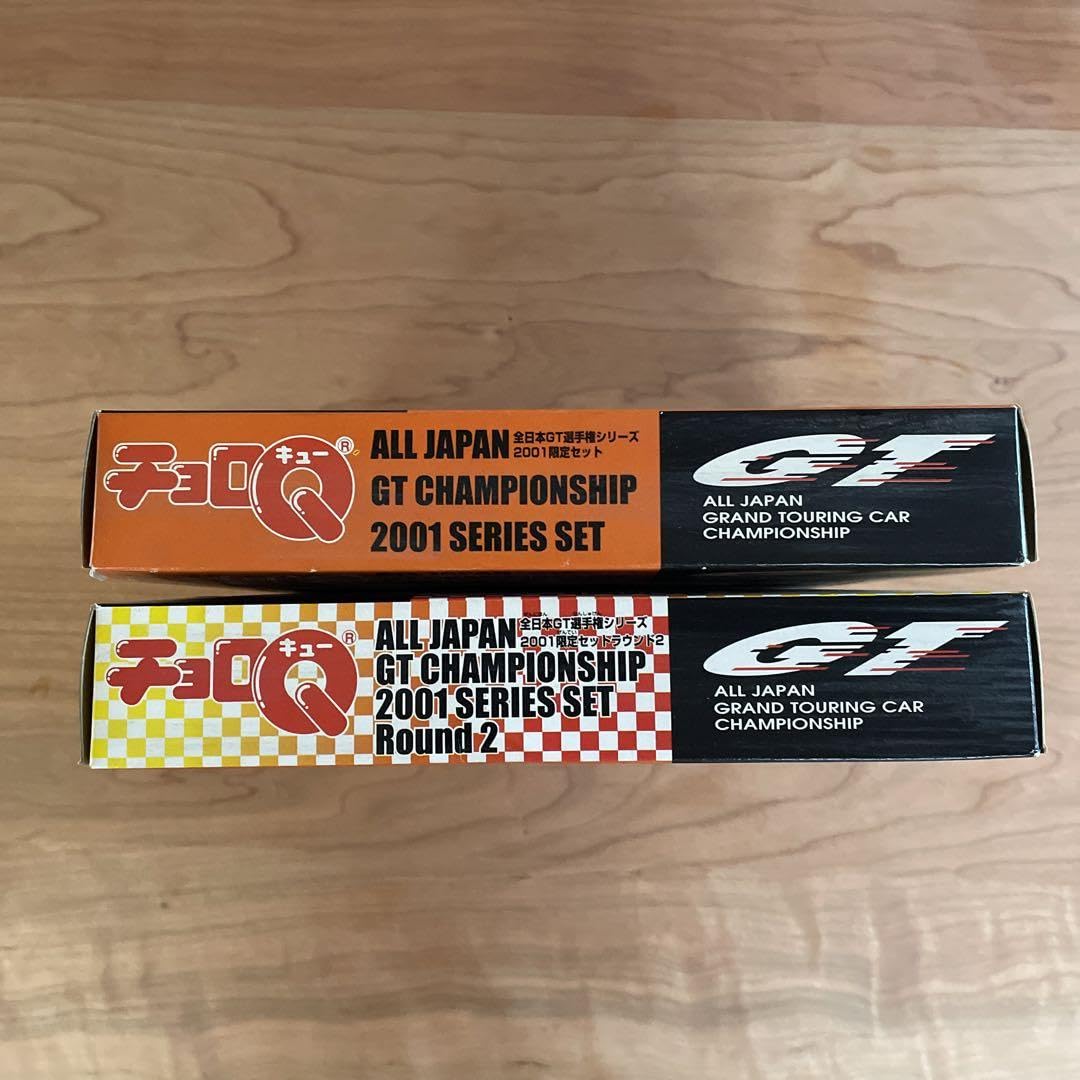 チョロQ
キュー
®
ALL JAPAN
全日本GT選手権シリーズ
2001限定セット
GT CHAMPIONSHIP
2001 SERIES SET
GT
ALL JAPAN
GRAND TOURING CAR
CHAMPIONSHIP
チョロQ
キュー
®
ALL JAPAN
全日本GT選手権シリーズ
2001限定セットラウンド2
GT CHAMPIONSHIP
2001 SERIES SET
Round 2
GT
ALL JAPAN
GRAND TOURING CAR
CHAMPIONSHIP